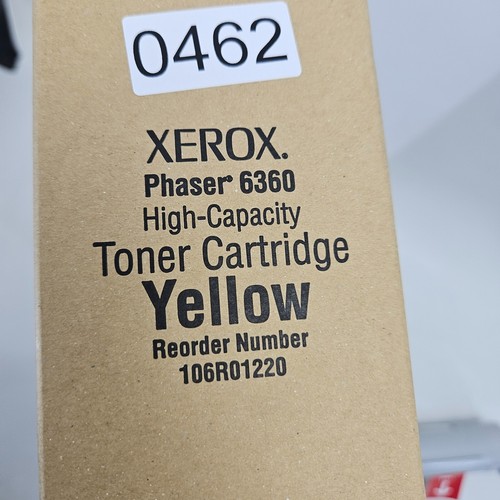 0462
XEROX.
Phaser® 6360
High-Capacity
Toner Cartridge
Yellow
Reorder Number
106R01220